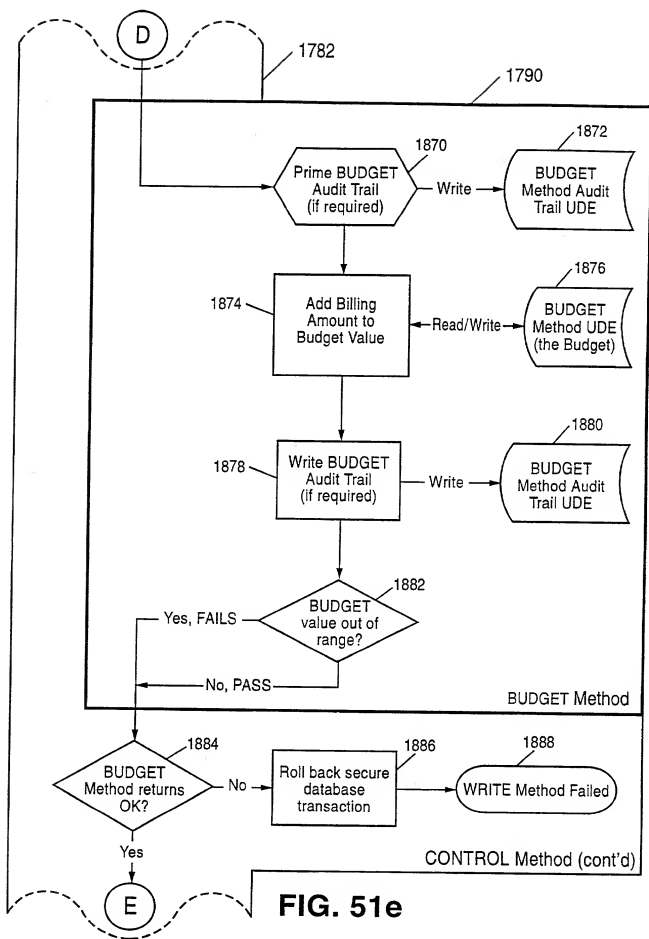 D
1782
1790
1870
Prime BUDGET
Audit Trail
(if required)
Write
1872
BUDGET
Method Audit
Trail UDE
1874
Add Billing
Amount to
Budget Value
Read/Write
1876
BUDGET
Method UDE
(the Budget)
1878
Write BUDGET
Audit Trail
(if required)
Write
1880
BUDGET
Method Audit
Trail UDE
1882
BUDGET
value out of
range?
Yes, FAILS
No, PASS
BUDGET Method
1884
BUDGET
Method returns
OK?
No
1886
Roll back secure
database
transaction
1888
WRITE Method Failed
Yes
CONTROL Method (cont'd)
E
FIG. 51e